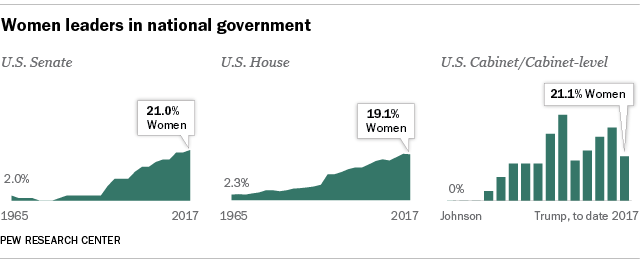 Women leaders in national government
U.S. Senate
21.0%
Women
2.0%
1965
2017
U.S. House
19.1%
Women
2.3%
1965
2017
U.S. Cabinet/Cabinet-level
21.1% Women
0%
Johnson
Trump, to date 2017
PEW RESEARCH CENTER